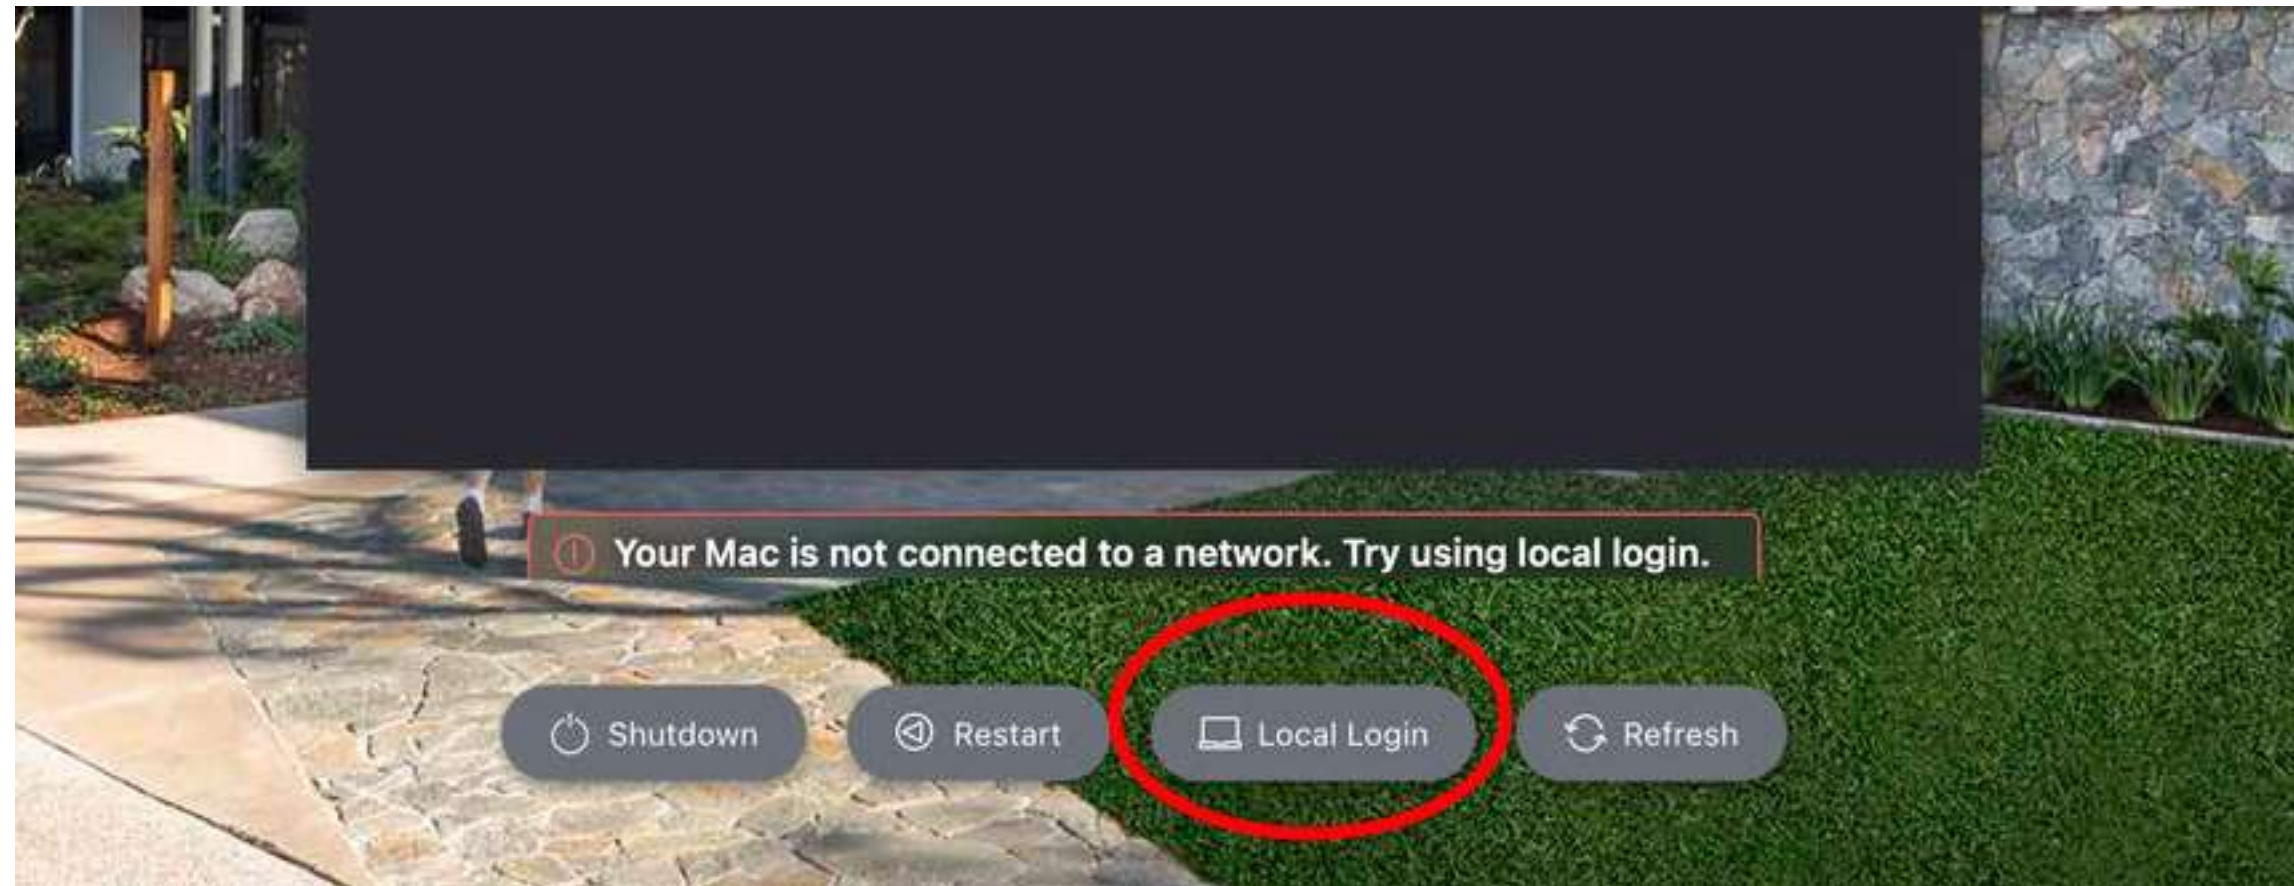 Your Mac is not connected to a network. Try using local login.
Shutdown
Restart
Local Login
Refresh